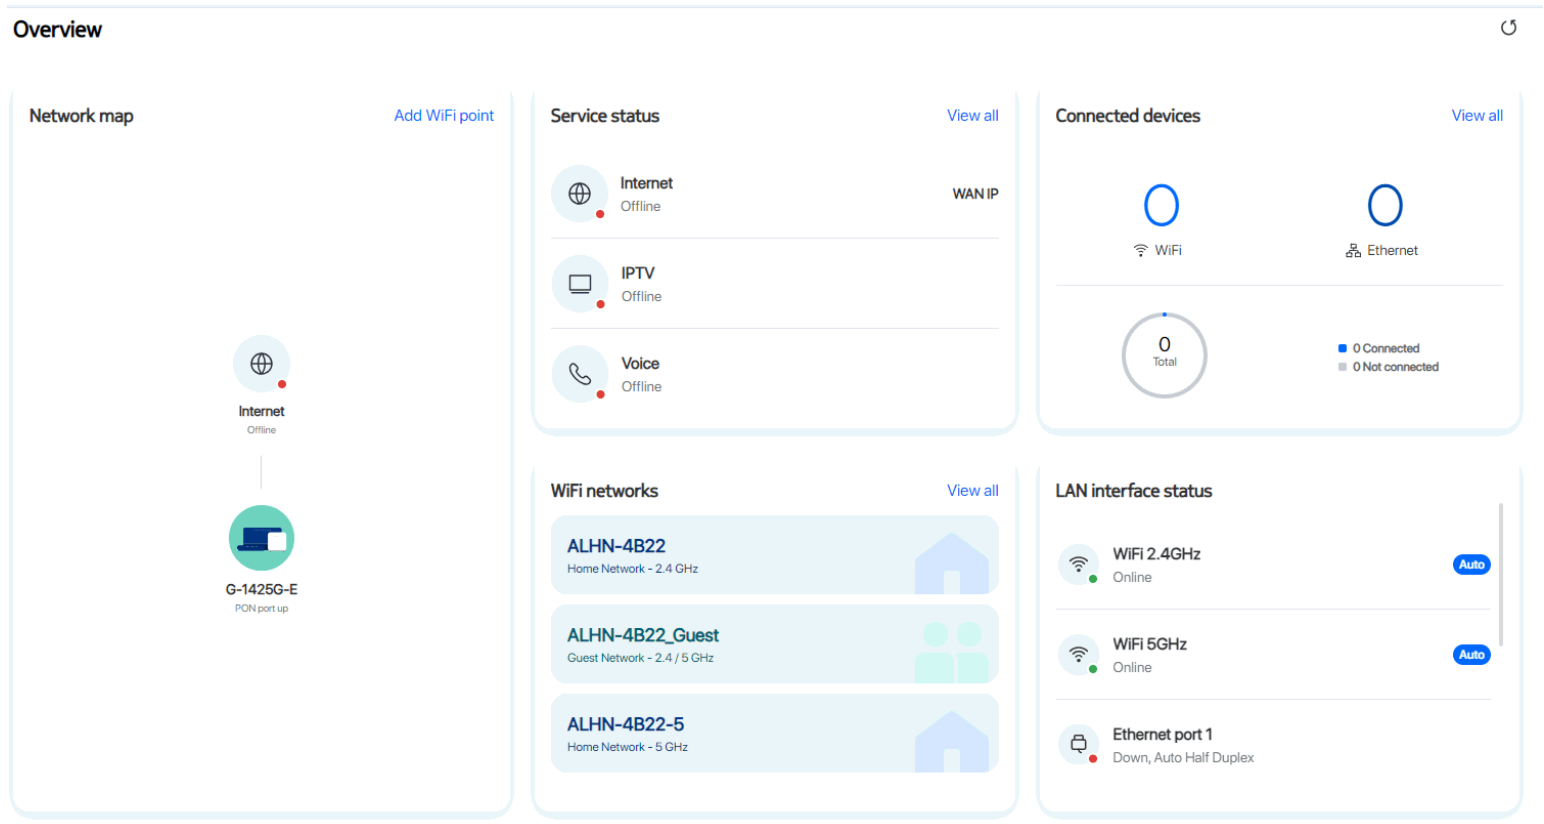 Overview
Network map
Add WiFi point
Internet
Offline
G-1425G-E
PON port up
Service status
View all
Internet
Offline
WAN IP
IPTV
Offline
Voice
Offline
Connected devices
View all
0
WiFi
0
Ethernet
0
Total
0 Connected
0 Not connected
WiFi networks
View all
ALHN-4B22
Home Network - 2.4 GHz
ALHN-4B22_Guest
Guest Network - 2.4 / 5 GHz
ALHN-4B22-5
Home Network - 5 GHz
LAN interface status
WiFi 2.4GHz
Online
Auto
WiFi 5GHz
Online
Auto
Ethernet port 1
Down, Auto Half Duplex